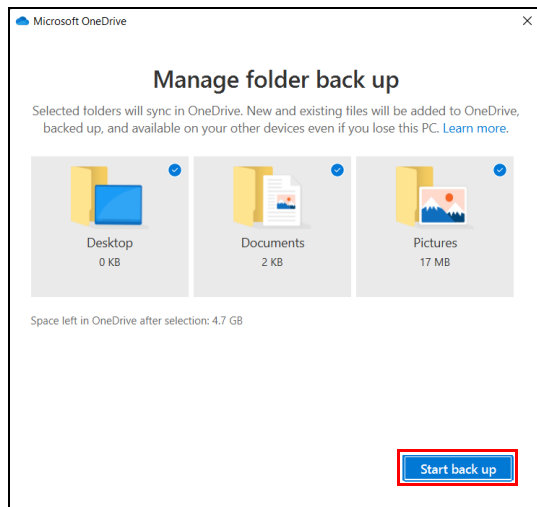 Microsoft OneDrive
Manage folder back up
Selected folders will sync in OneDrive. New and existing files will be added to OneDrive,
backed up, and available on your other devices even if you lose this PC. Learn more.
Desktop
0 KB
Documents
2 KB
Pictures
17 MB
Space left in OneDrive after selection: 4.7 GB
Start back up